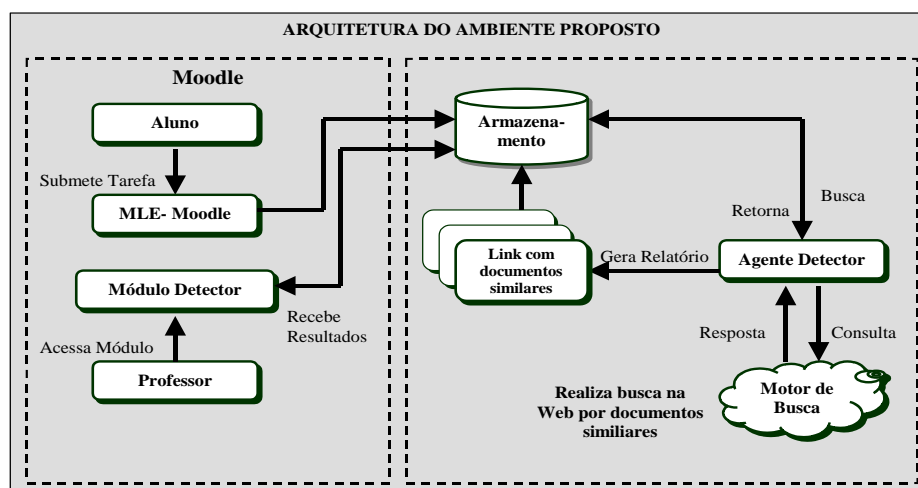 ARQUITETURA DO AMBIENTE PROPOSTO
Moodle
Aluno
Submete Tarefa
MLE- Moodle
Módulo Detector
Recebe
Resultados
Acessa Módulo
Professor
Armazena-
mento
Busca
Retorna
Link com
documentos
similares
Gera Relatório
Agente Detector
Resposta
Consulta
Motor de
Busca
Realiza busca na
Web por documentos
similiares